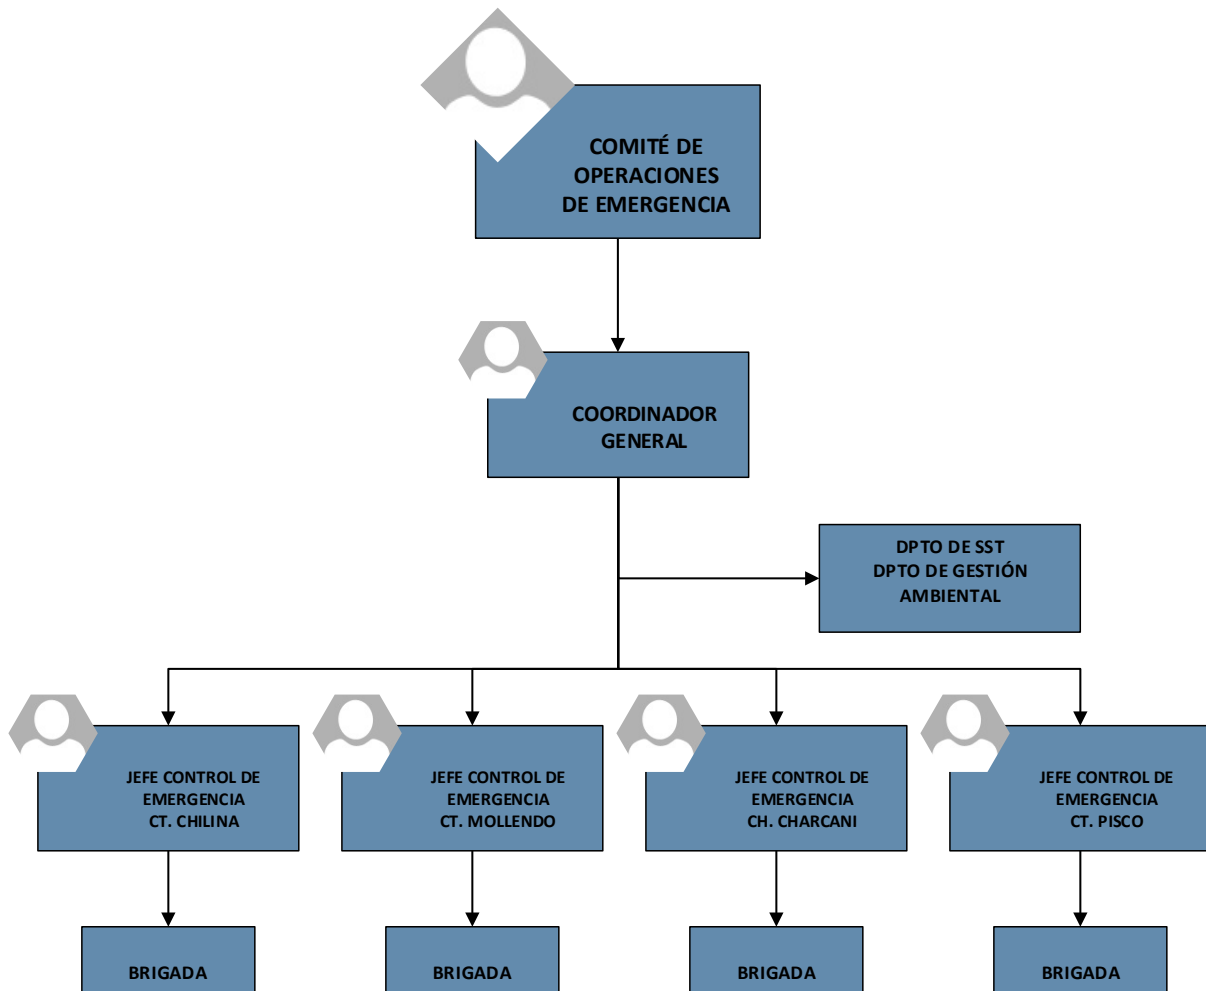 COMITÉ DE
OPERACIONES
DE EMERGENCIA
COORDINADOR
GENERAL
DPTO DE SST
DPTO DE GESTIÓN
AMBIENTAL
JEFE CONTROL DE
EMERGENCIA
CT. CHILINA
JEFE CONTROL DE
EMERGENCIA
CT. MOLLENDO
JEFE CONTROL DE
EMERGENCIA
CH. CHARCANI
JEFE CONTROL DE
EMERGENCIA
CT. PISCO
BRIGADA
BRIGADA
BRIGADA
BRIGADA